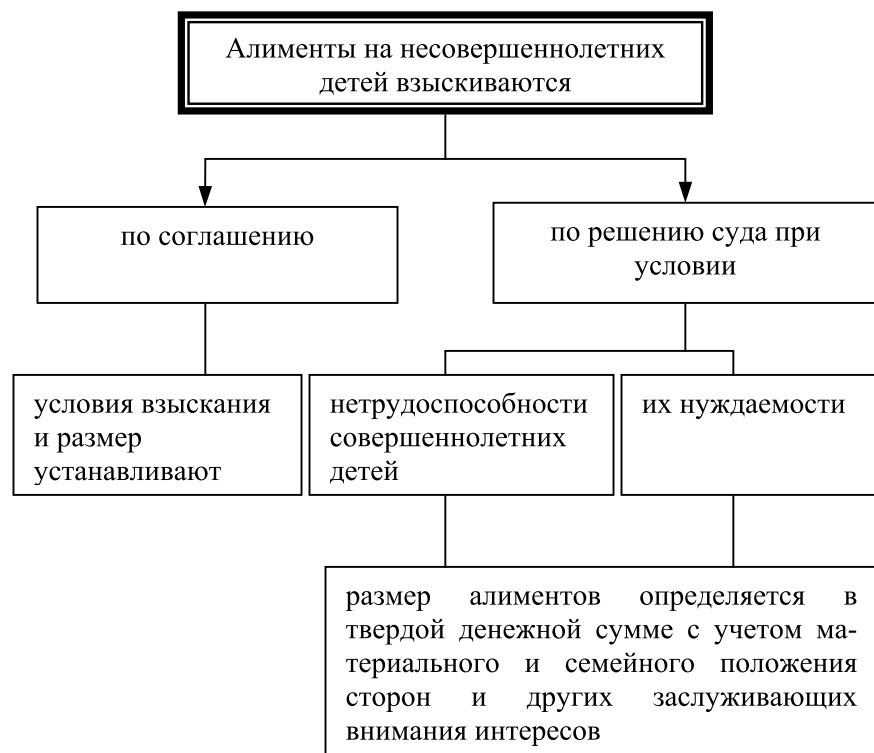 Алименты на несовершеннолетних
детей взыскиваются
по соглашению
по решению суда при
условии
условия взыскания
и размер
устанавливают
нетрудоспособности
совершеннолетних
детей
их нуждаемости
размер алиментов определяется в
твердой денежной сумме с учетом ма-
териального и семейного положения
сторон и других заслуживающих
внимания интересов